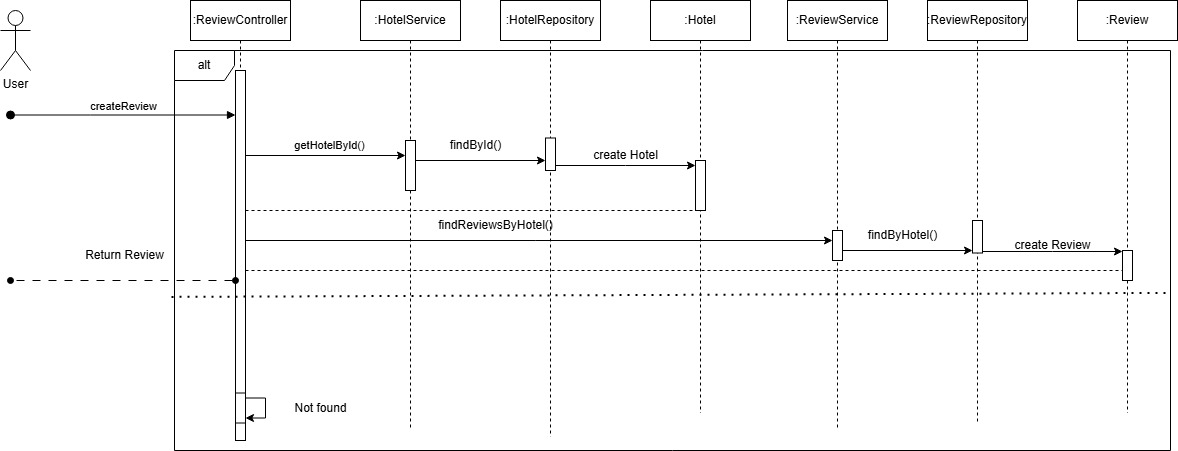 :ReviewController
:HotelService
:HotelRepository
:Hotel
:ReviewService
:ReviewRepository
:Review
alt
User
createReview
getHotelById()
findById()
create Hotel
findReviewsByHotel()
findByHotel()
create Review
Return Review
Not found